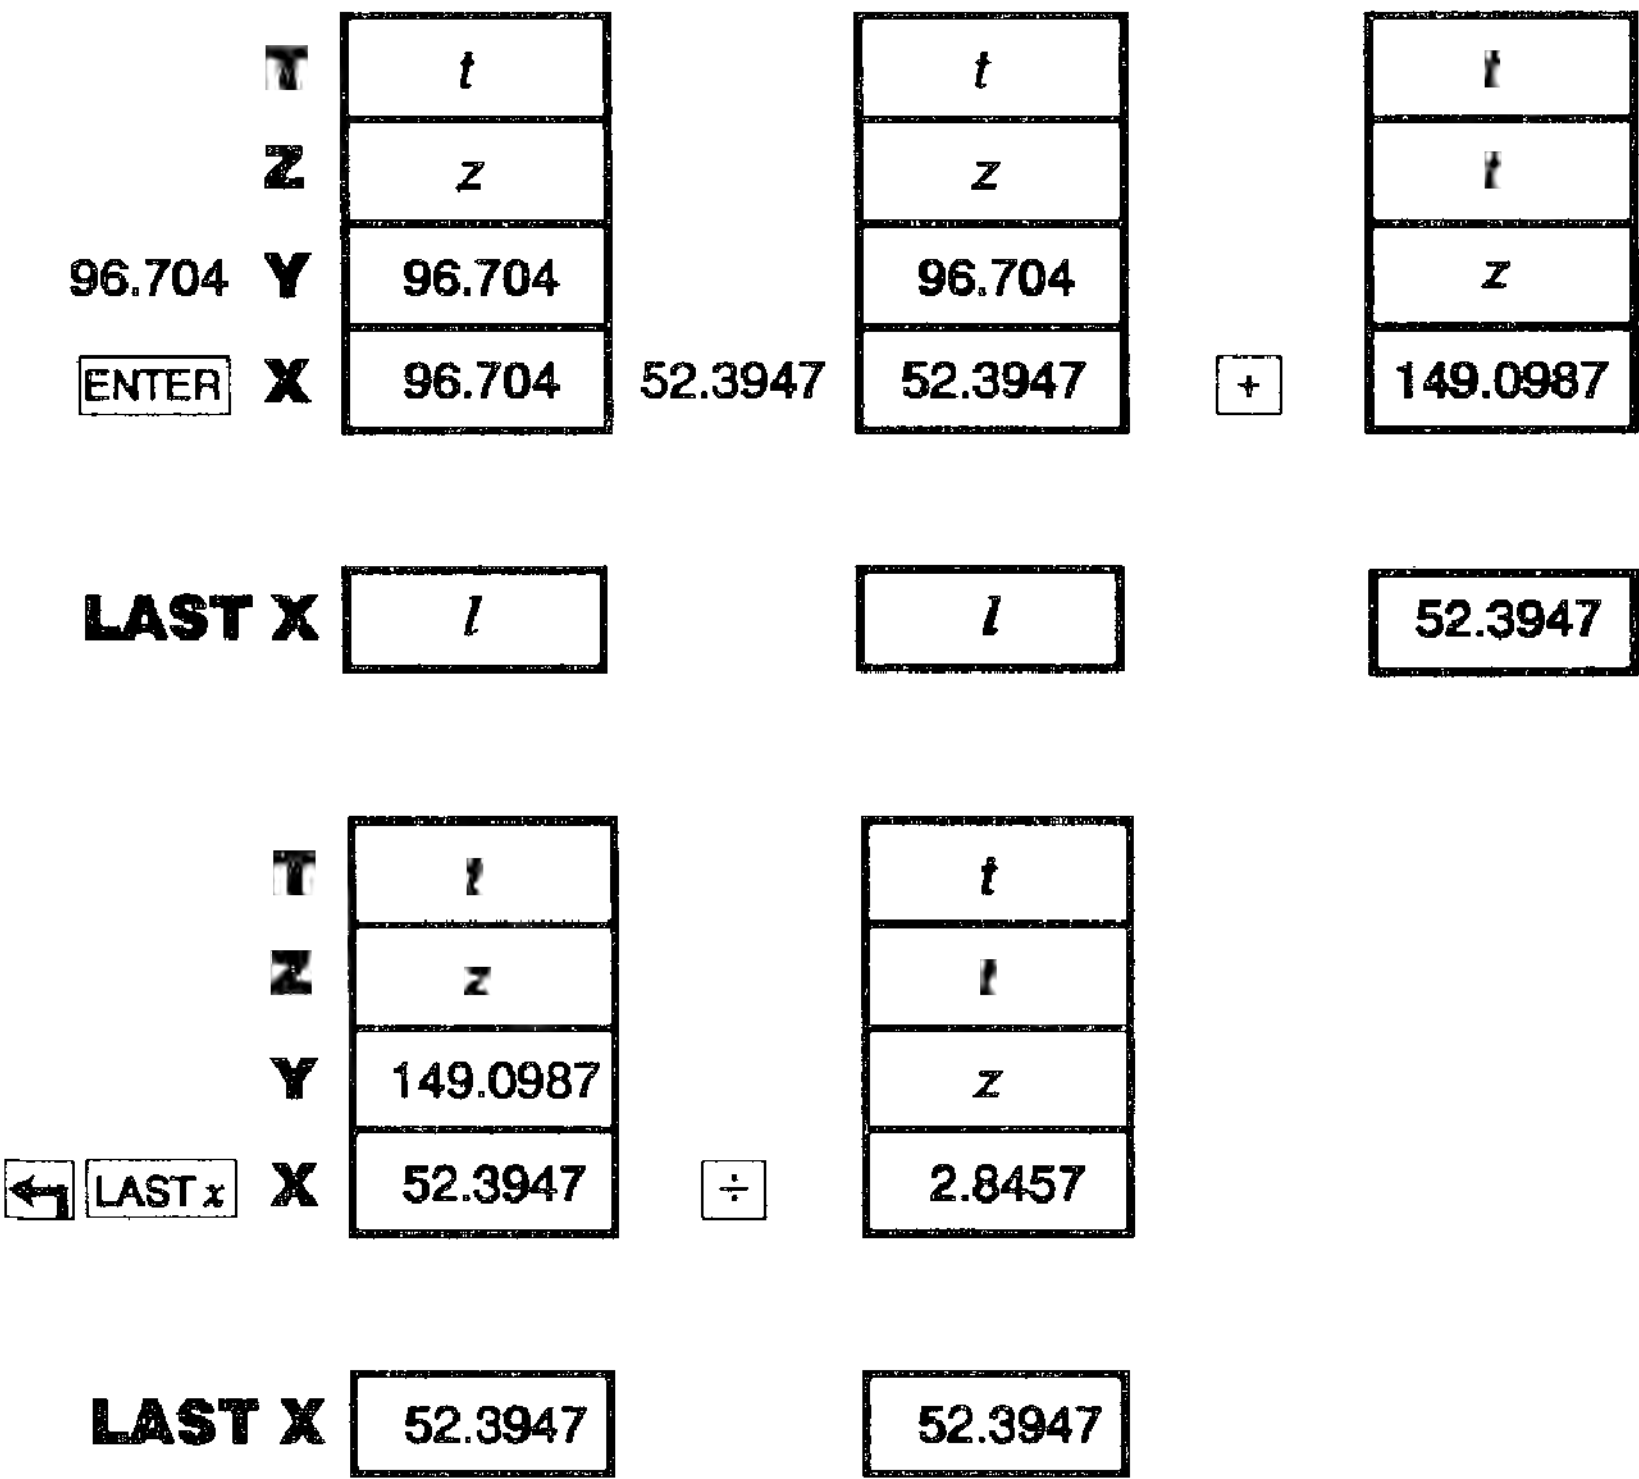 T t t t
Z z z t
96.704 Y 96.704 96.704 z
ENTER X 96.704 52.3947 52.3947 + 149.0987
LAST X l l 52.3947
T t t
Z z t
Y 149.0987 z
LAST x X 52.3947 ÷ 2.8457
LAST X 52.3947 52.3947